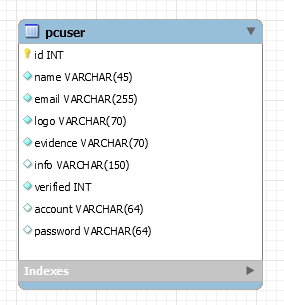 pcuser
id INT
name VARCHAR(45)
email VARCHAR(255)
logo VARCHAR(70)
evidence VARCHAR(70)
info VARCHAR(150)
verified INT
account VARCHAR(64)
password VARCHAR(64)
Indexes